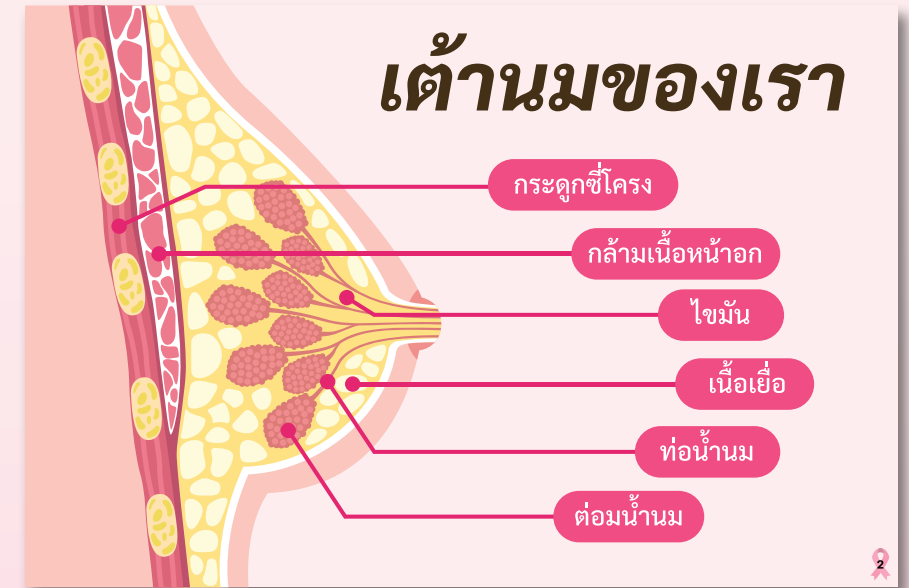 เต้านมของเรา
กระดูกซี่โครง
กล้ามเนื้อหน้าอก
ไขมัน
เนื้อเยื่อ
ท่อน้ำนม
ต่อมน้ำนม
2